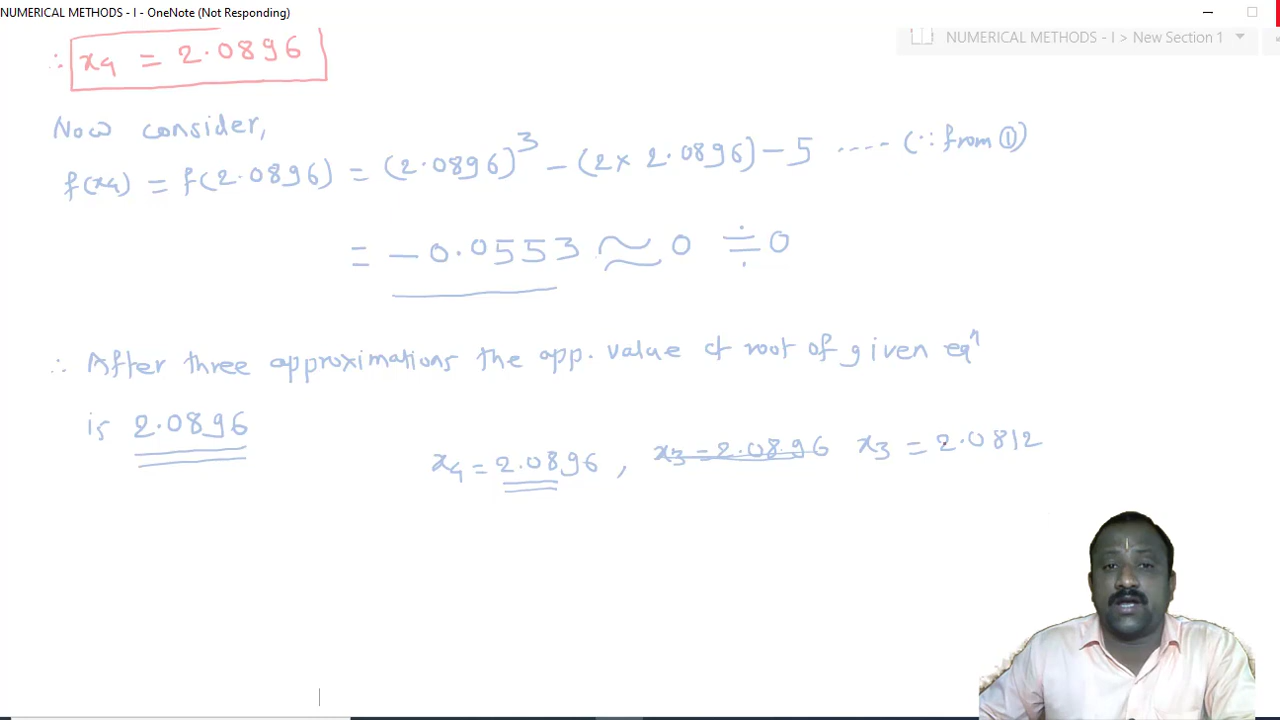 NUMERICAL METHODS - I - OneNote (Not Responding)
NUMERICAL METHODS - I > New Section 1
∴ x4 = 2.0896
Now consider,
f(x4) = f(2.0896) = (2.0896)³ - (2 x 2.0896) - 5 .... (∵ from ①)
= - 0.0553 ≈ 0 ≑ 0
∴ After three approximations the app. value of root of given eqⁿ
is 2.0896
x4 = 2.0896 , x3 = 2.0896 x3 = 2.0812